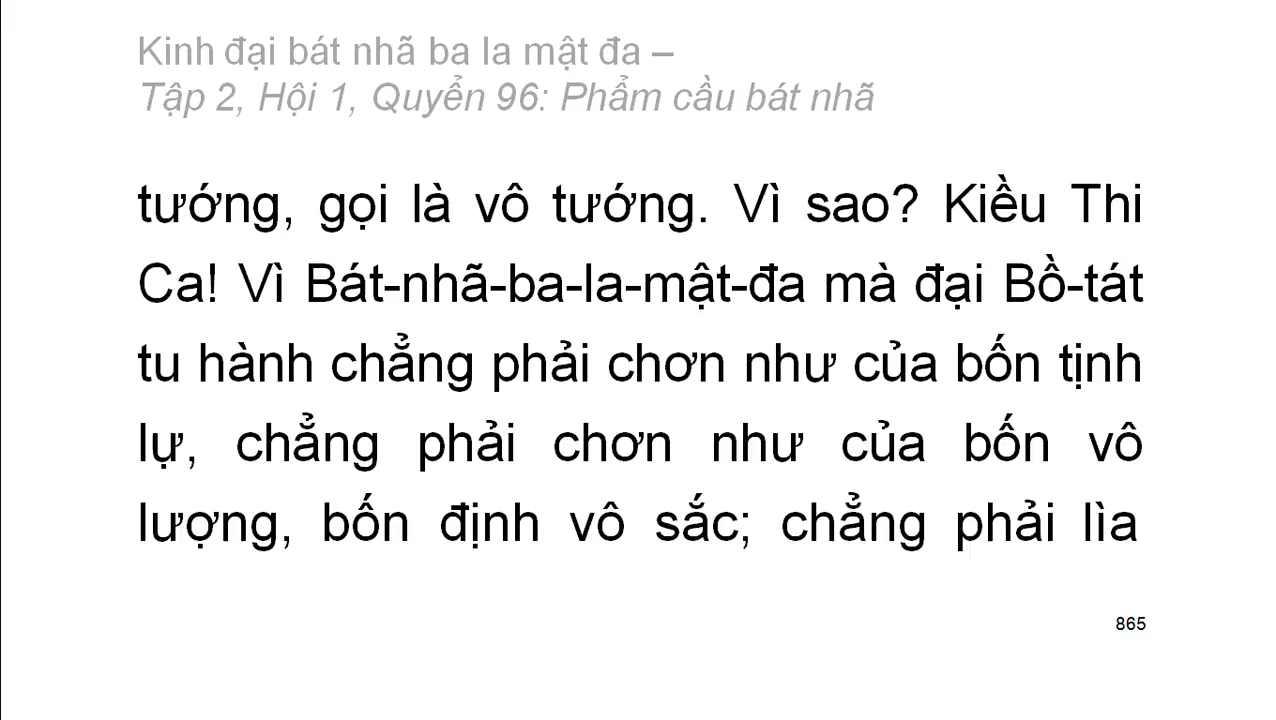 Kinh đại bát nhã ba la mật đa –
Tập 2, Hội 1, Quyển 96: Phẩm cầu bát nhã
tướng, gọi là vô tướng. Vì sao? Kiều Thi
Ca! Vì Bát-nhã-ba-la-mật-đa mà đại Bồ-tát
tu hành chẳng phải chơn như của bốn tịnh
lự, chẳng phải chơn như của bốn vô
lượng, bốn định vô sắc; chẳng phải lìa
865